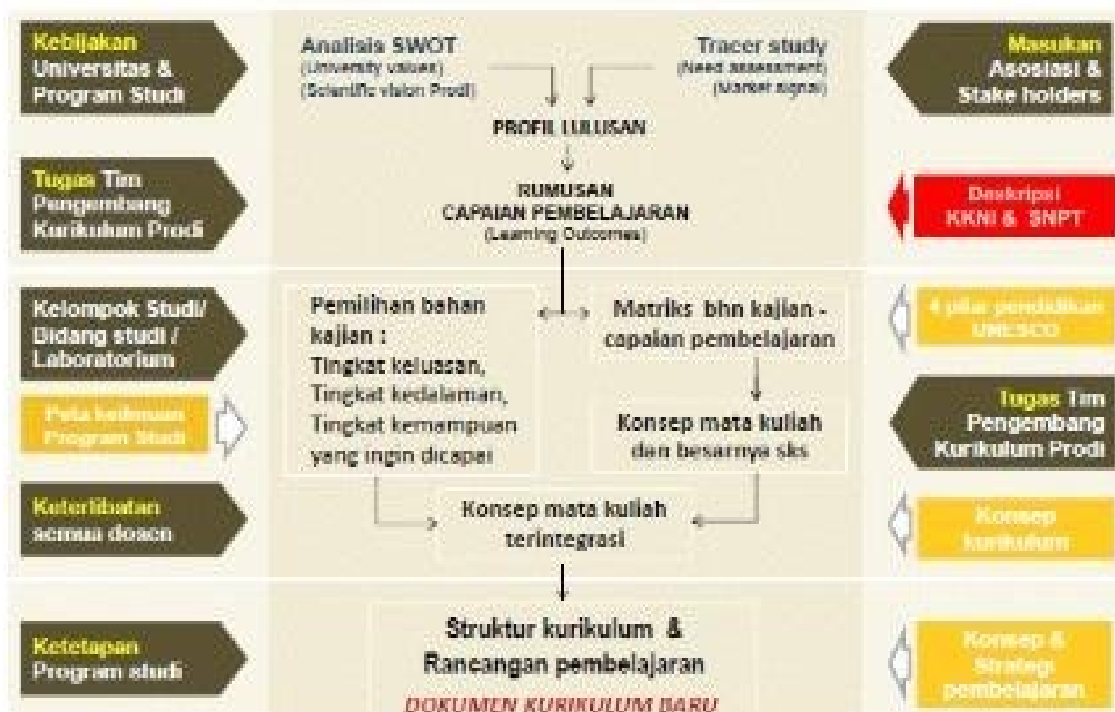 Kebijakan
Universitas &
Program Studi
Analisis SWOT
(University values)
(Scientific vision Prodi)
Tracer study
(Need assessment)
(Market signal)
Masukan
Asosiasi &
Stake holders
PROFIL LULUSAN
Tugas Tim
Pengembang
Kurikulum Prodi
RUMUSAN
CAPAIAN PEMBELAJARAN
(Learning Outcomes)
Deskripsi
KKNI & SNPT
Kelompok Studi/
Bidang studi /
Laboratorium
Pemilihan bahan
kajian :
Tingkat keluasan,
Tingkat kedalaman,
Tingkat kemampuan
yang ingin dicapai
Matriks bhn kajian -
capaian pembelajaran
4 pilar pendidikan
UNESCO
Peta keilmuan
Program Studi
Konsep mata kuliah
dan besarnya sks
Tugas Tim
Pengembang
Kurikulum Prodi
Keterlibatan
semua dosen
Konsep mata kuliah
terintegrasi
Konsep
kurikulum
Ketetapan
Program studi
Struktur kurikulum &
Rancangan pembelajaran
DOKUMEN KURIKULUM BARU
Konsep &
Strategi
pembelajaran